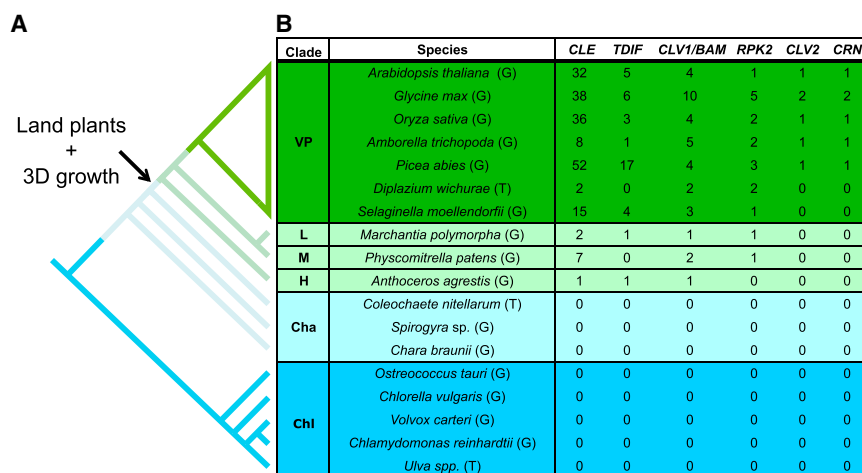 A
B
Land plants
+
3D growth
Clade Species CLE TDIF CLV1/BAM RPK2 CLV2 CRN
VP
Arabidopsis thaliana (G) 32 5 4 1 1 1
Glycine max (G) 38 6 10 5 2 2
Oryza sativa (G) 36 3 4 2 1 1
Amborella trichopoda (G) 8 1 5 2 1 1
Picea abies (G) 52 17 4 3 1 1
Diplazium wichurae (T) 2 0 2 2 0 0
Selaginella moellendorfii (G) 15 4 3 1 0 0
L Marchantia polymorpha (G) 2 1 1 1 0 0
M Physcomitrella patens (G) 7 0 2 1 0 0
H Anthoceros agrestis (G) 1 1 1 0 0 0
Cha
Coleochaete nitellarum (T) 0 0 0 0 0 0
Spirogyra sp. (G) 0 0 0 0 0 0
Chara braunii (G) 0 0 0 0 0 0
Chl
Ostreococcus tauri (G) 0 0 0 0 0 0
Chlorella vulgaris (G) 0 0 0 0 0 0
Volvox carteri (G) 0 0 0 0 0 0
Chlamydomonas reinhardtii (G) 0 0 0 0 0 0
Ulva spp. (T) 0 0 0 0 0 0